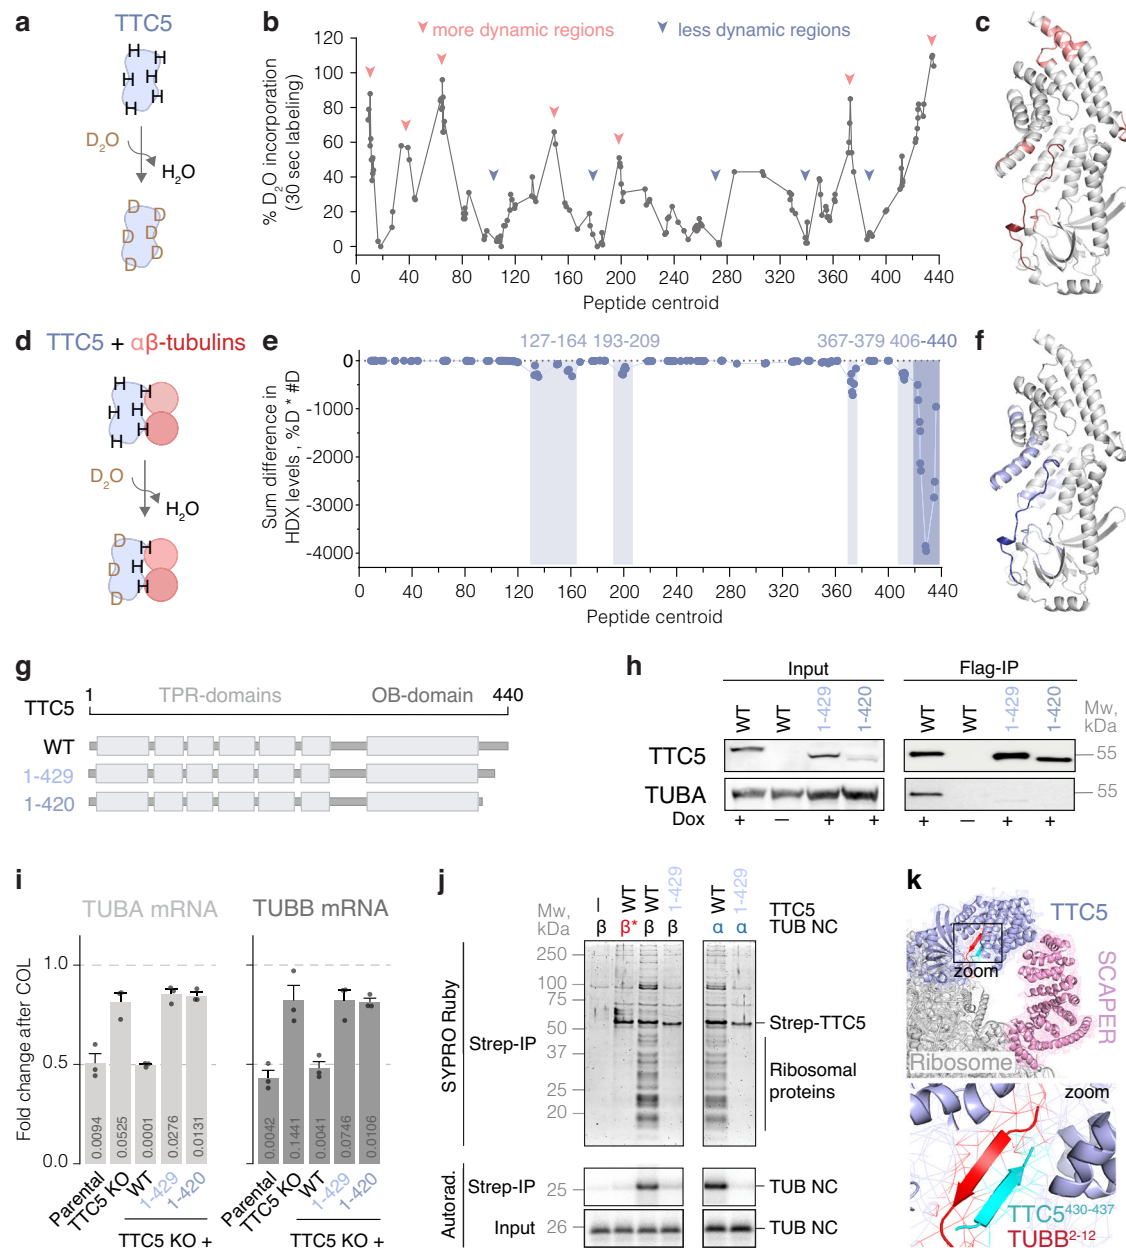 a
TTC5
H
H
H
H
H
H
D₂O
H₂O
D
D
D
D
D
D
b
more dynamic regions
less dynamic regions
% D₂O incorporation
(30 sec labeling)
120
100
80
60
40
20
0
0 40 80 120 160 200 240 280 320 360 400 440
Peptide centroid
c
d
TTC5 + αβ-tubulins
H
H
H
H
H
H
D₂O
H₂O
D
H
D
H
D
H
e
127-164 193-209 367-379 406-440
Sum difference in
HDX levels , %D * #D
0
-1000
-2000
-3000
-4000
0 40 80 120 160 200 240 280 320 360 400 440
Peptide centroid
f
g
1 TPR-domains OB-domain 440
TTC5
WT
1-429
1-420
h
Input Flag-IP
WT WT 1-429 1-420 WT WT 1-429 1-420
Mw,
kDa
TTC5 55
TUBA 55
Dox + — + + + — + +
i
TUBA mRNA TUBB mRNA
Fold change after COL
1.0
0.5
0.0
0.0094 0.0525 0.0001 0.0276 0.0131
0.0042 0.1441 0.0041 0.0746 0.0106
Parental TTC5 KO WT 1-429 1-420
Parental TTC5 KO WT 1-429 1-420
TTC5 KO + TTC5 KO +
j
– WT WT 1-429 WT 1-429 TTC5
β β* β β α α TUB NC
Mw,
kDa
250
100
75
50
37
25
20
SYPRO Ruby
Strep-IP
Strep-TTC5
Ribosomal
proteins
Autorad.
Strep-IP 25 TUB NC
Input 26 TUB NC
k
TTC5
SCAPER
zoom
Ribosome
zoom
TTC5⁴³⁰⁻⁴³⁷
TUBB²⁻¹²